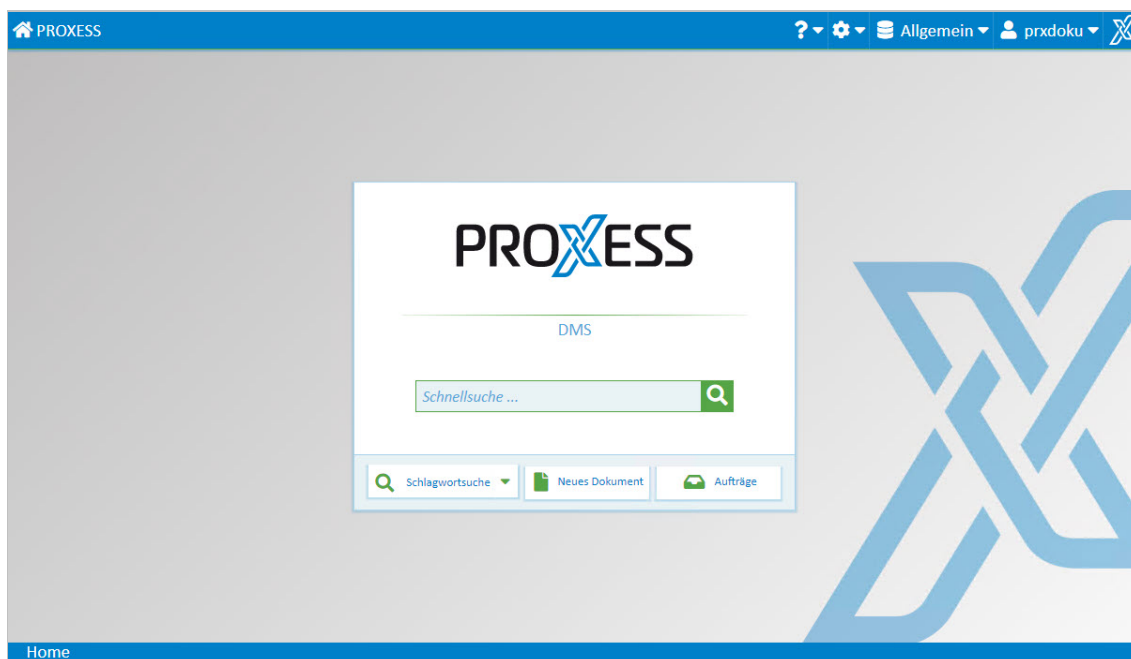 PROXESS ? Allgemein prxdoku
PROXESS
DMS
Schnellsuche ...
Schlagwortsuche Neues Dokument Aufträge
Home